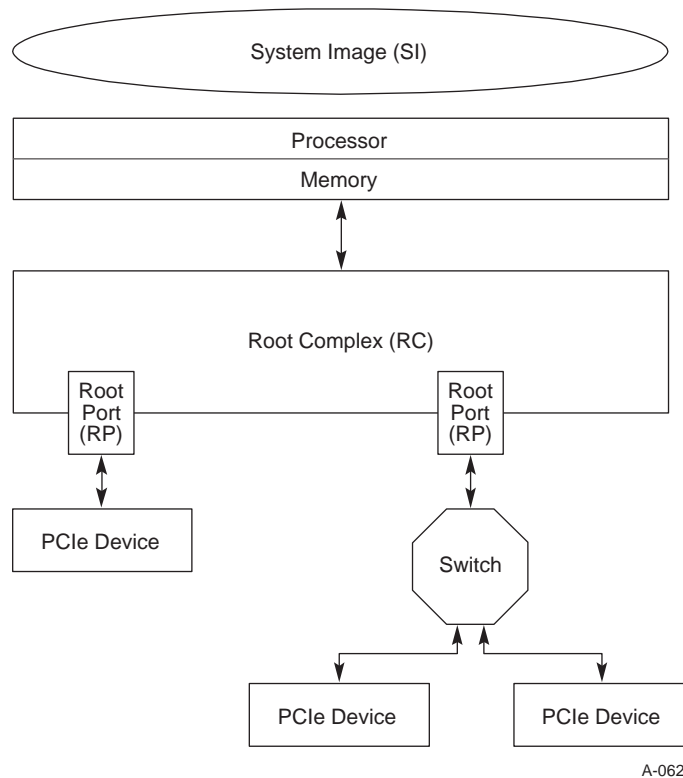 System Image (SI)
Processor
Memory
Root Complex (RC)
Root
Port
(RP)
Root
Port
(RP)
PCIe Device
Switch
PCIe Device
PCIe Device
A-062